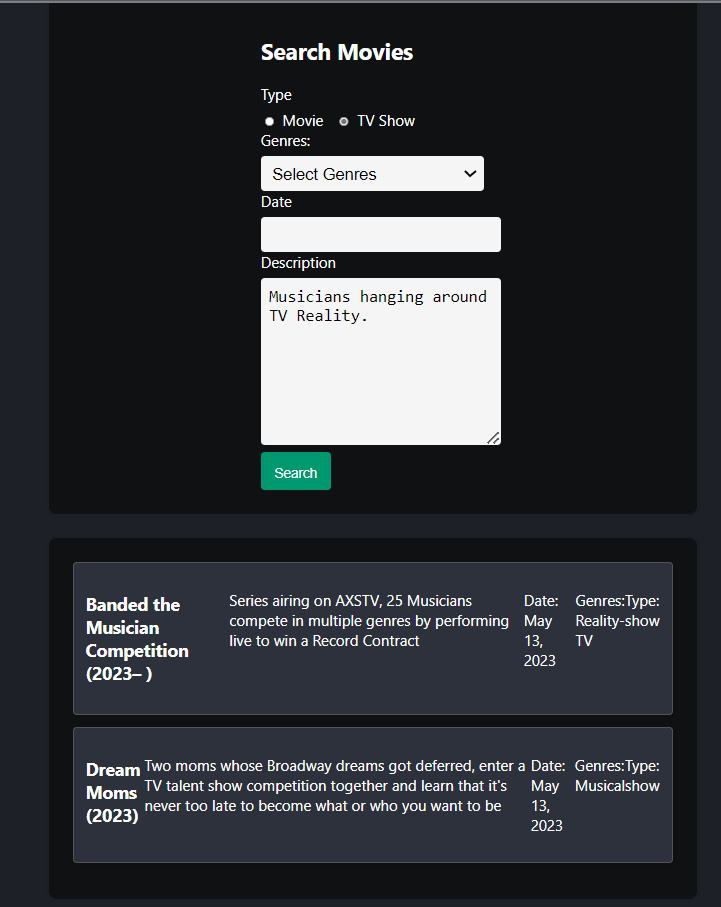 Search Movies
Type
Movie TV Show
Genres:
Select Genres
Date
Description
Musicians hanging around
TV Reality.
Search
Banded the
Musician
Competition
(2023– )
Series airing on AXSTV, 25 Musicians
compete in multiple genres by performing
live to win a Record Contract
Date:
May
13,
2023
Genres:
Reality-
TV
Type:
show
Dream
Moms
(2023)
Two moms whose Broadway dreams got deferred, enter a
TV talent show competition together and learn that it's
never too late to become what or who you want to be
Date:
May
13,
2023
Genres:
Musical
Type:
show